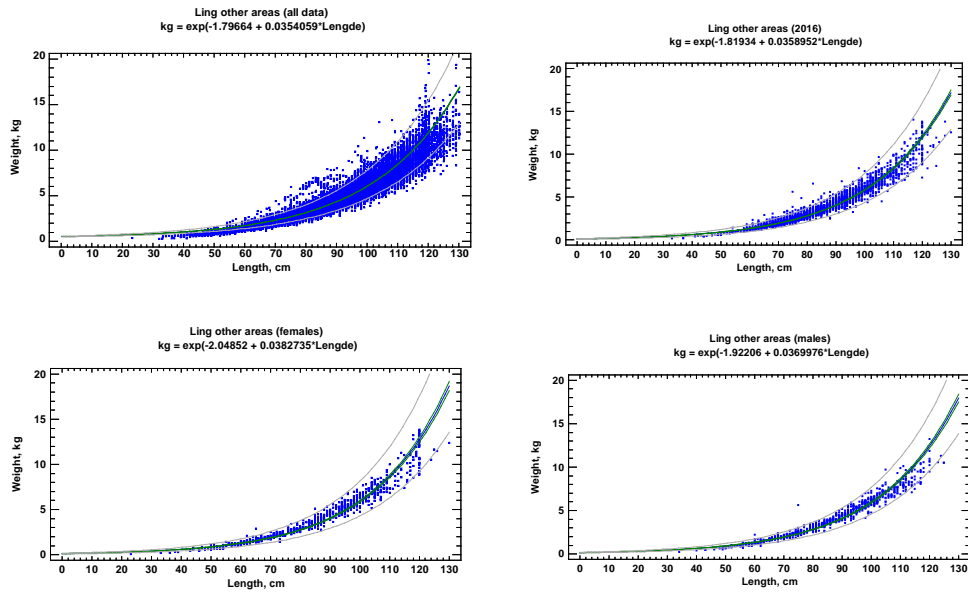 Ling other areas (all data)
kg = exp(-1.79664 + 0.0354059*Lengde)
20
15
10
5
0
Weight, kg
0 10 20 30 40 50 60 70 80 90 100 110 120 130
Length, cm
Ling other areas (2016)
kg = exp(-1.81934 + 0.0358952*Lengde)
20
15
10
5
0
Weight, kg
0 10 20 30 40 50 60 70 80 90 100 110 120 130
Length, cm
Ling other areas (females)
kg = exp(-2.04852 + 0.0382735*Lengde)
20
15
10
5
0
Weight, kg
0 10 20 30 40 50 60 70 80 90 100 110 120 130
Length, cm
Ling other areas (males)
kg = exp(-1.92206 + 0.0369976*Lengde)
20
15
10
5
0
Weight, kg
0 10 20 30 40 50 60 70 80 90 100 110 120 130
Length, cm